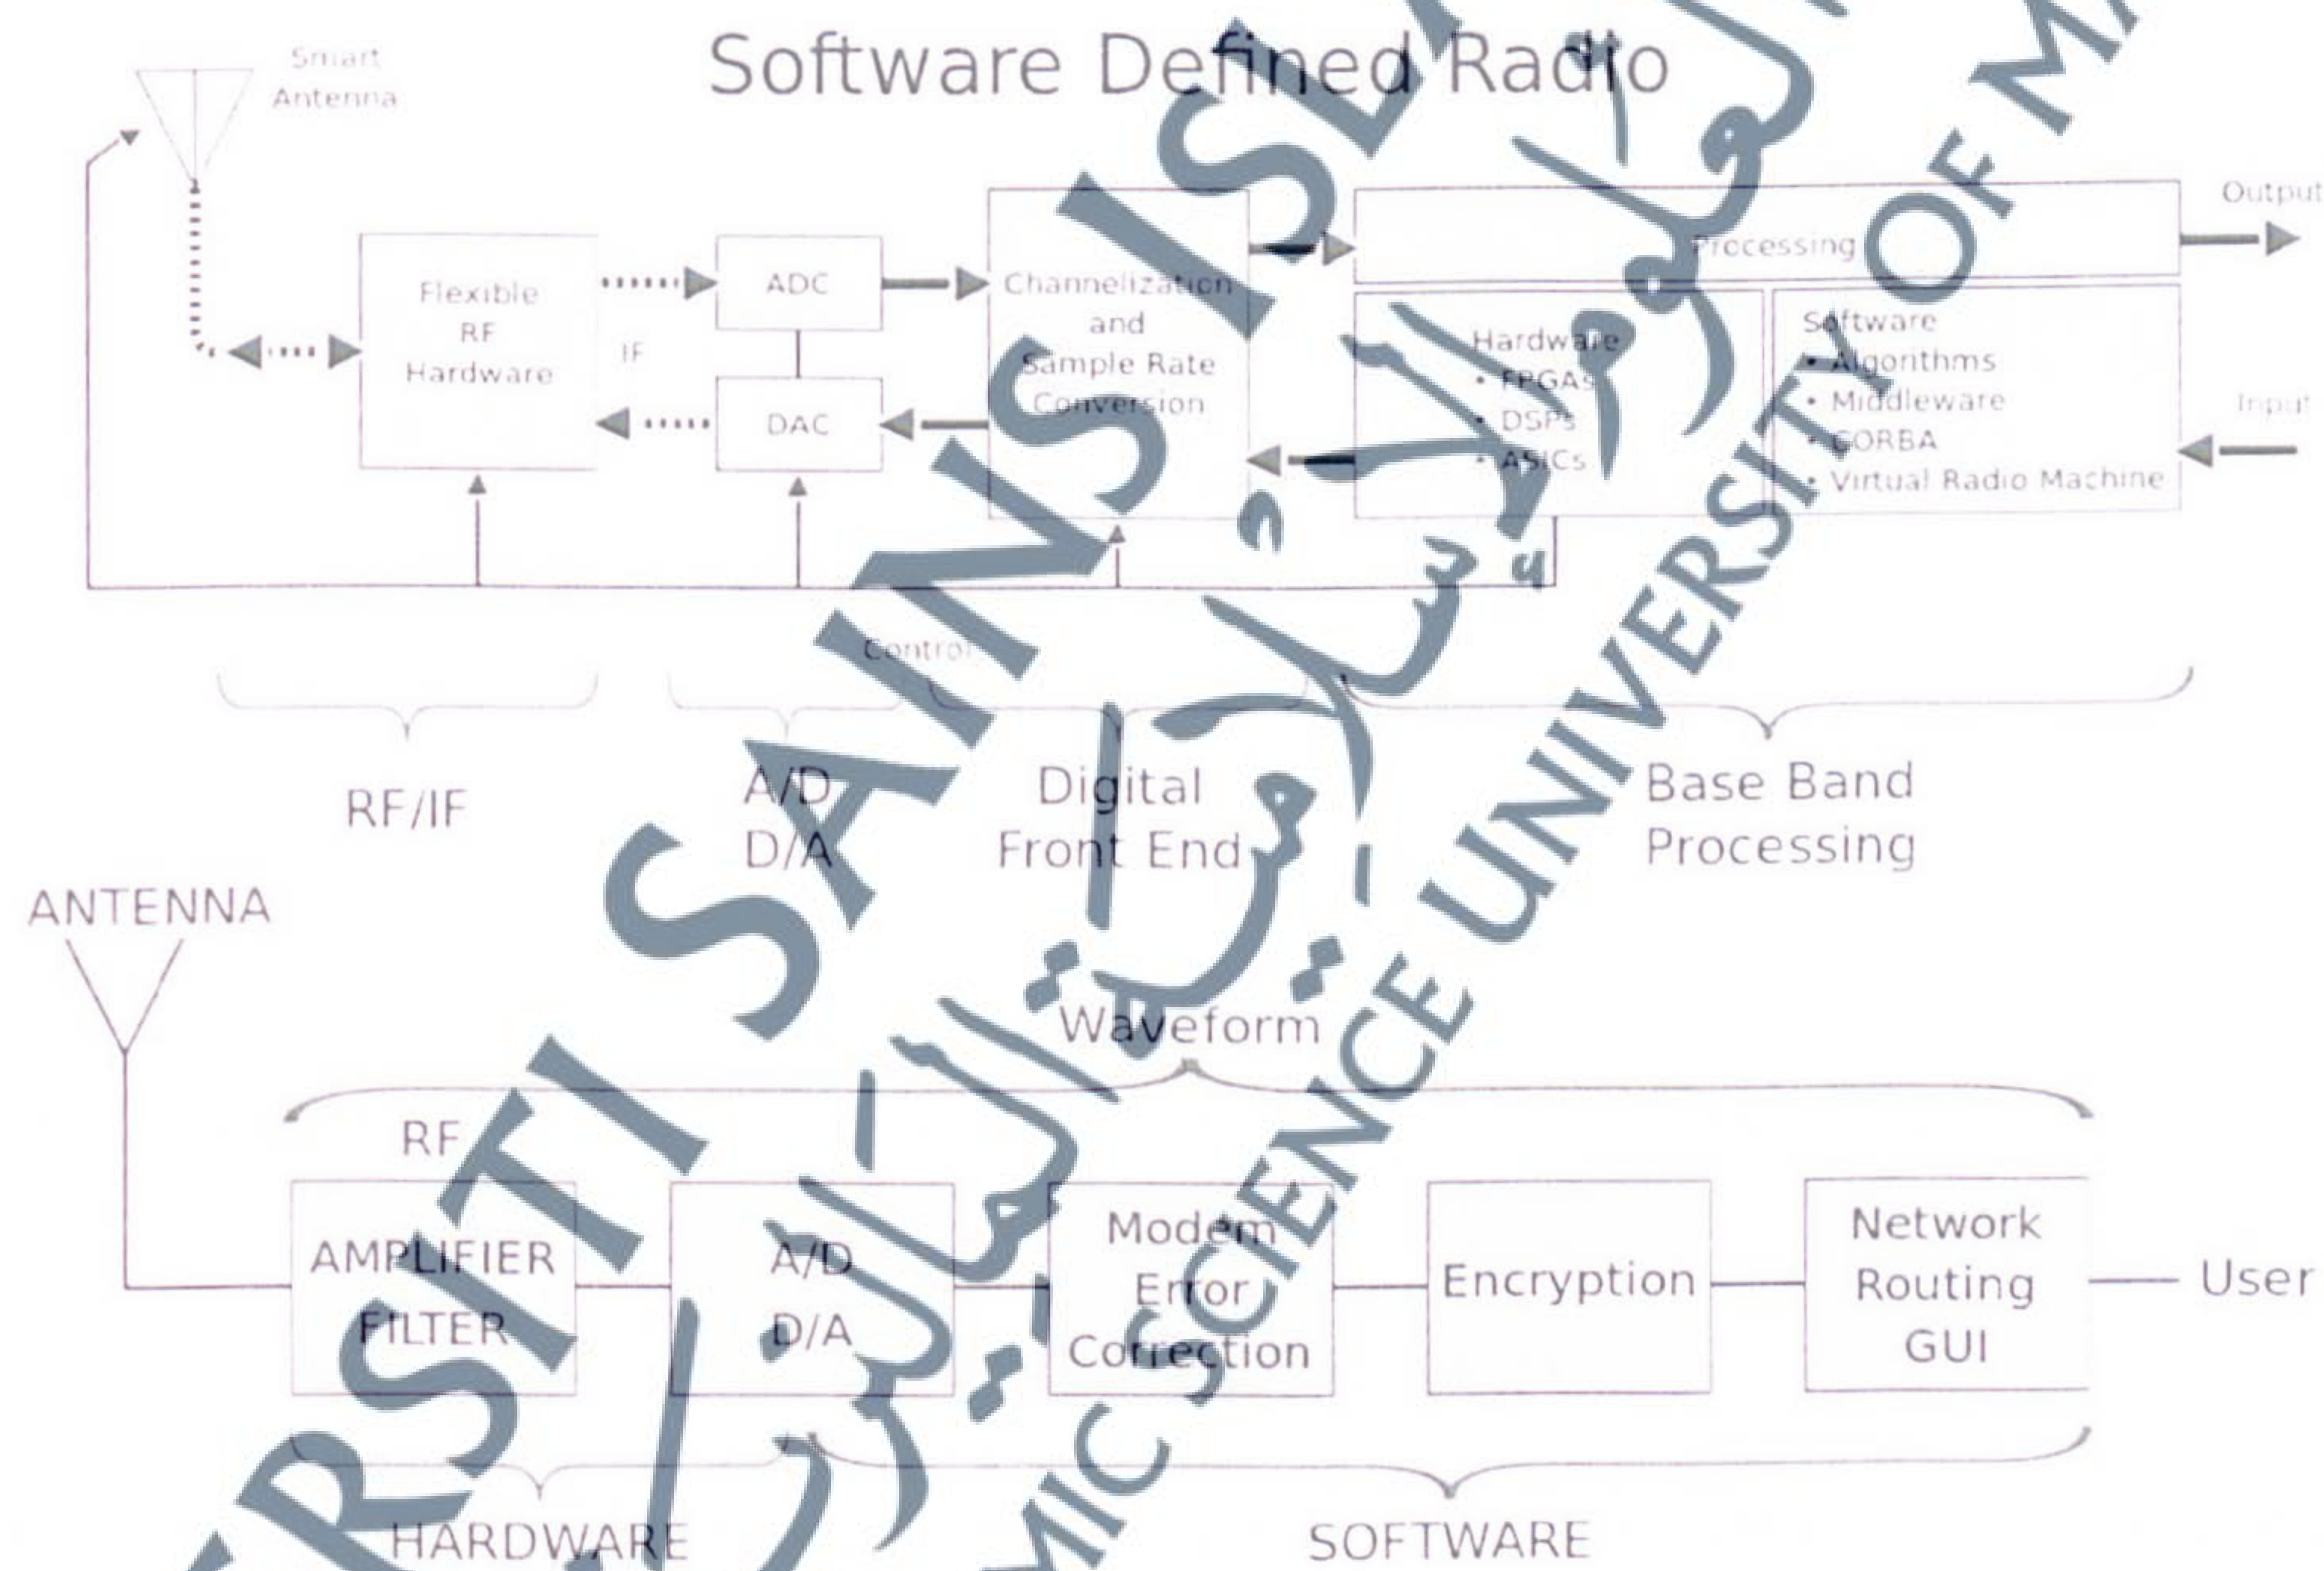 Software Defined Radio
Smart
Antenna
Flexible
RF
Hardware
IF
ADC
DAC
Channelization
and
Sample Rate
Conversion
Processing
Hardware
• FPGAs
• DSPs
• ASICs
Software
• Algorithms
• Middleware
• CORBA
• Virtual Radio Machine
Output
Input
Control
RF/IF
A/D
D/A
Digital
Front End
Base Band
Processing
ANTENNA
Waveform
RF
AMPLIFIER
FILTER
A/D
D/A
Modem
Error
Correction
Encryption
Network
Routing
GUI
User
HARDWARE
SOFTWARE
ERSITI SAINS ISLA
MIC SCIENCE UNIVERSITY OF MA